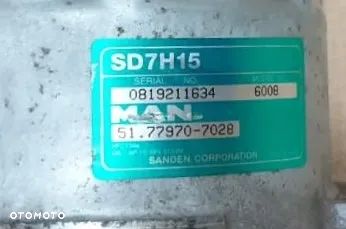 SD7H15
SERIAL NO.
0819211634 6008
MAN
51.77970-7028
SANDEN CORPORATION
OTOMOTO